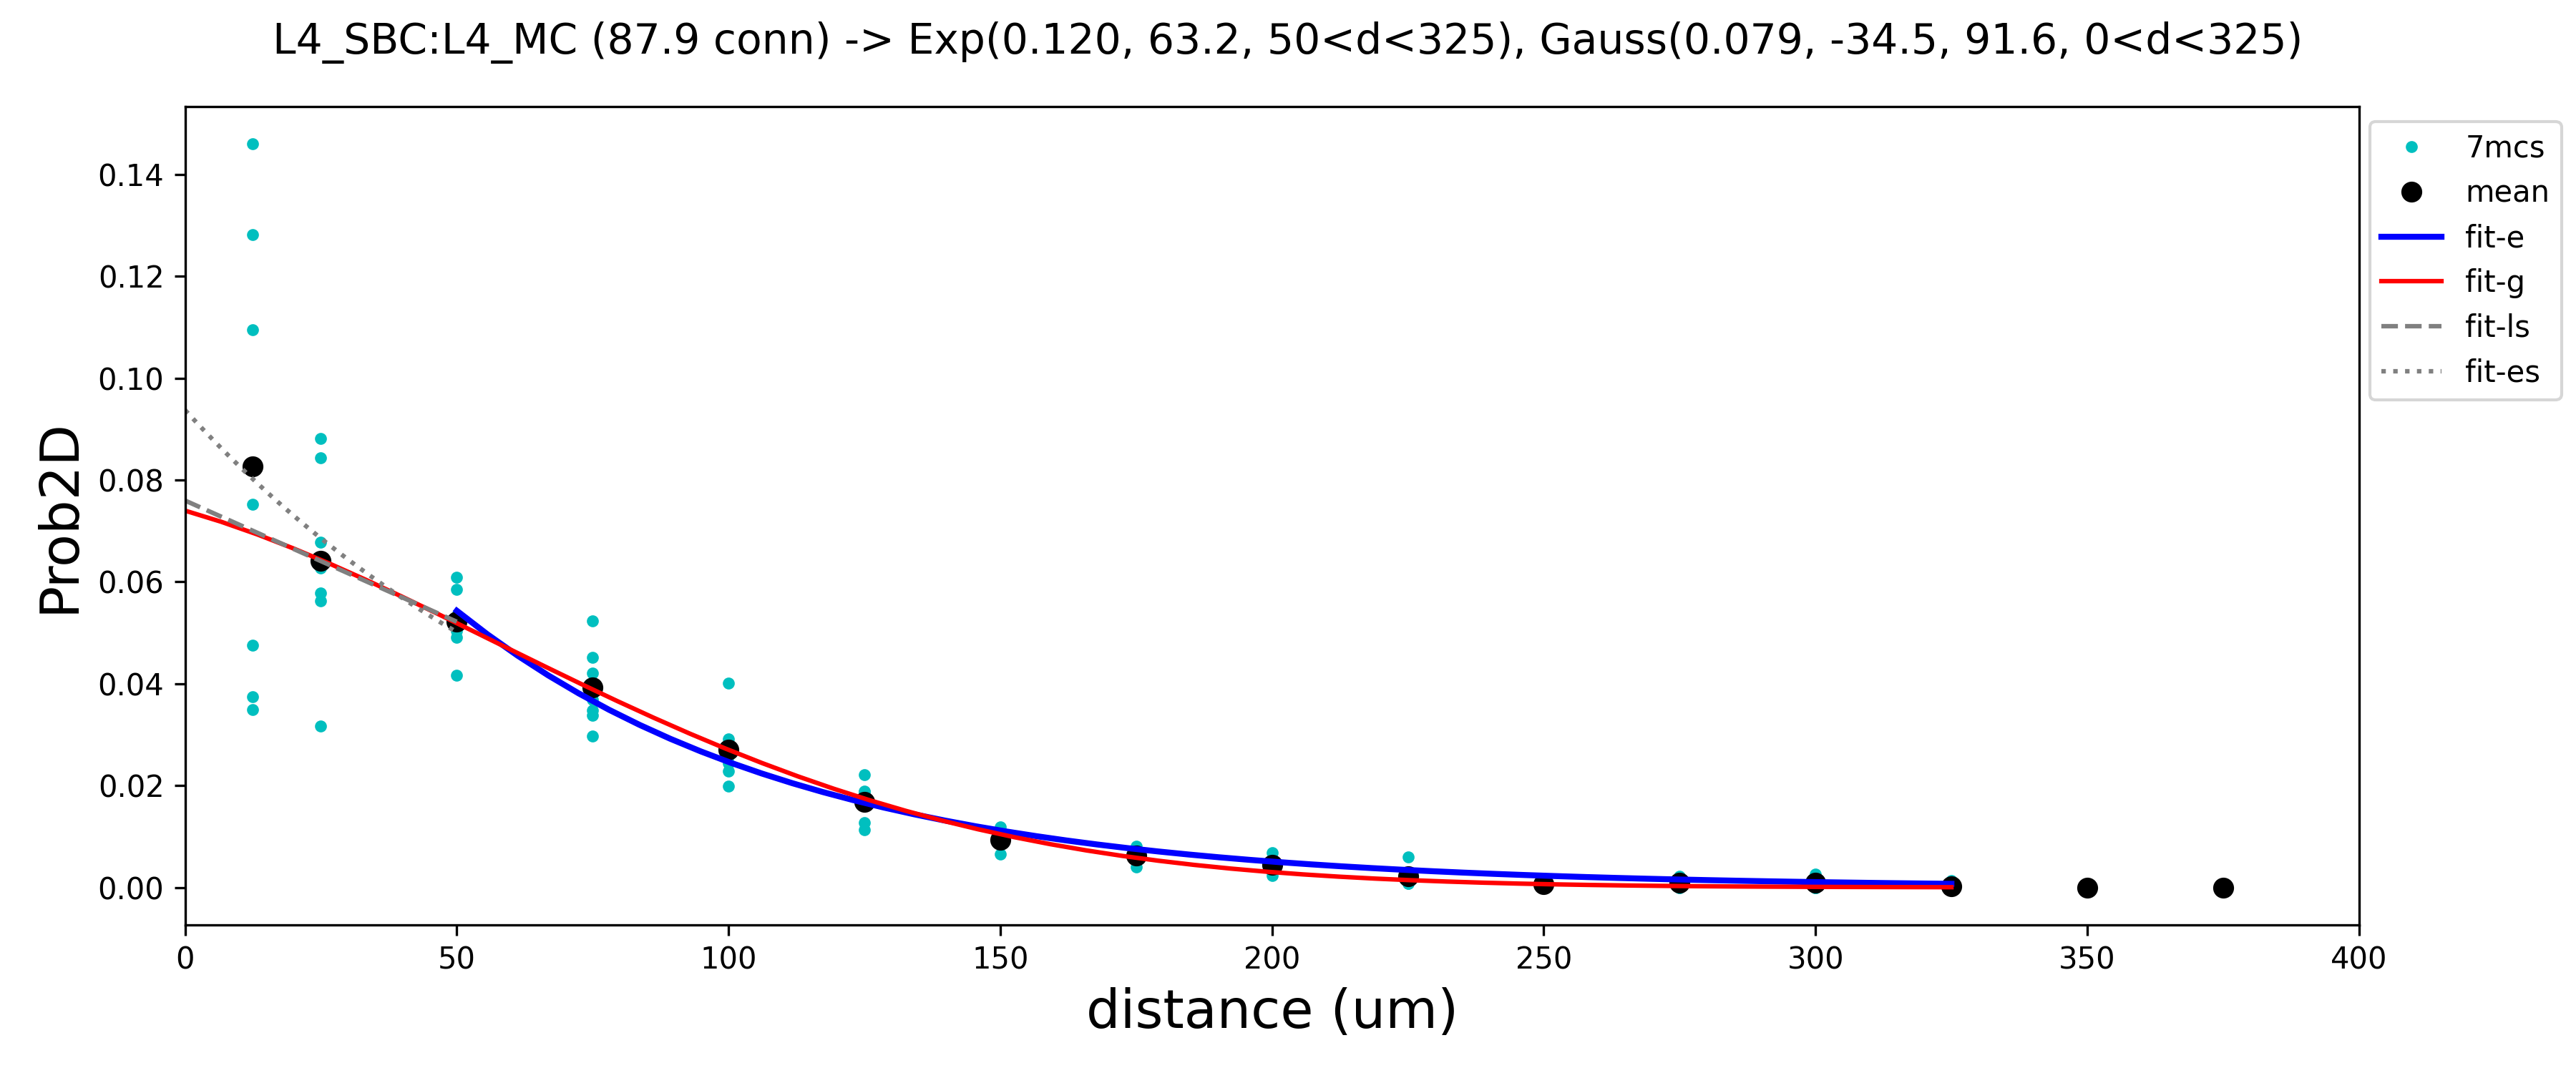 L4_SBC:L4_MC (87.9 conn) -> Exp(0.120, 63.2, 50<d<325), Gauss(0.079, -34.5, 91.6, 0<d<325)
0.14
0.12
0.10
0.08
0.06
0.04
0.02
0.00
Prob2D
0 50 100 150 200 250 300 350 400
distance (um)
7mcs
mean
fit-e
fit-g
fit-ls
fit-es